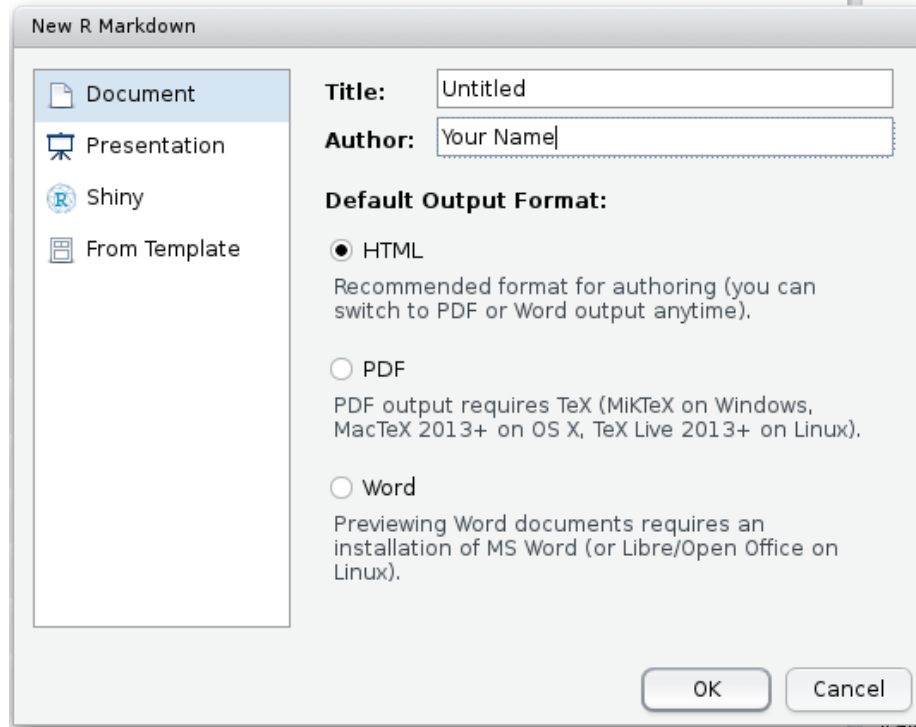 New R Markdown
Document
Presentation
Shiny
From Template
Title:
Untitled
Author:
Your Name
Default Output Format:
HTML
Recommended format for authoring (you can
switch to PDF or Word output anytime).
PDF
PDF output requires TeX (MiKTeX on Windows,
MacTeX 2013+ on OS X, TeX Live 2013+ on Linux).
Word
Previewing Word documents requires an
installation of MS Word (or Libre/Open Office on
Linux).
OK
Cancel